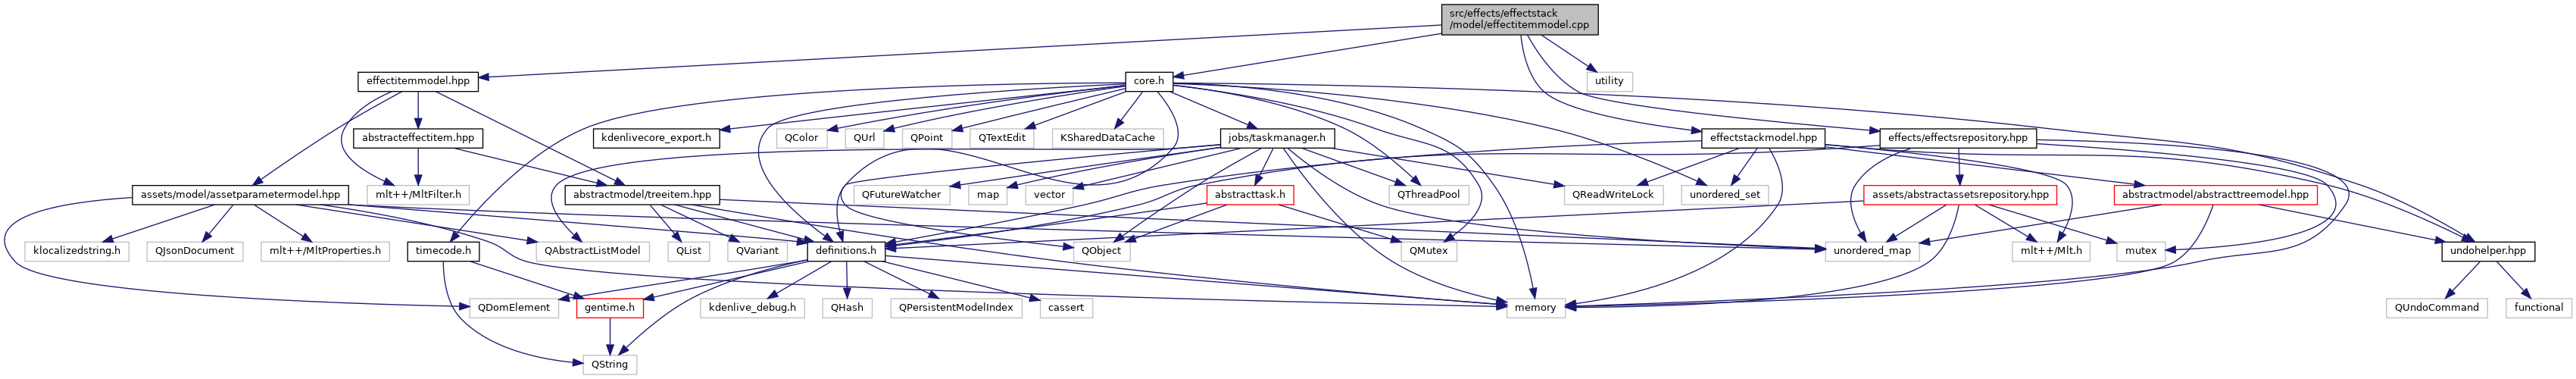 src/effects/effectstack
/model/effectitemmodel.cpp
effectitemmodel.hpp
core.h
utility
abstracteffectitem.hpp
kdenlivecore_export.h
QColor
QUrl
QPoint
QTextEdit
KSharedDataCache
jobs/taskmanager.h
effectstackmodel.hpp
effects/effectsrepository.hpp
assets/model/assetparametermodel.hpp
mlt++/MltFilter.h
abstractmodel/treeitem.hpp
QFutureWatcher
map
vector
abstracttask.h
QThreadPool
QReadWriteLock
unordered_set
assets/abstractassetsrepository.hpp
abstractmodel/abstracttreemodel.hpp
klocalizedstring.h
QJsonDocument
mlt++/MltProperties.h
timecode.h
QAbstractListModel
QList
QVariant
definitions.h
QObject
QMutex
unordered_map
mlt++/Mlt.h
mutex
undohelper.hpp
QDomElement
gentime.h
kdenlive_debug.h
QHash
QPersistentModelIndex
cassert
memory
QUndoCommand
functional
QString